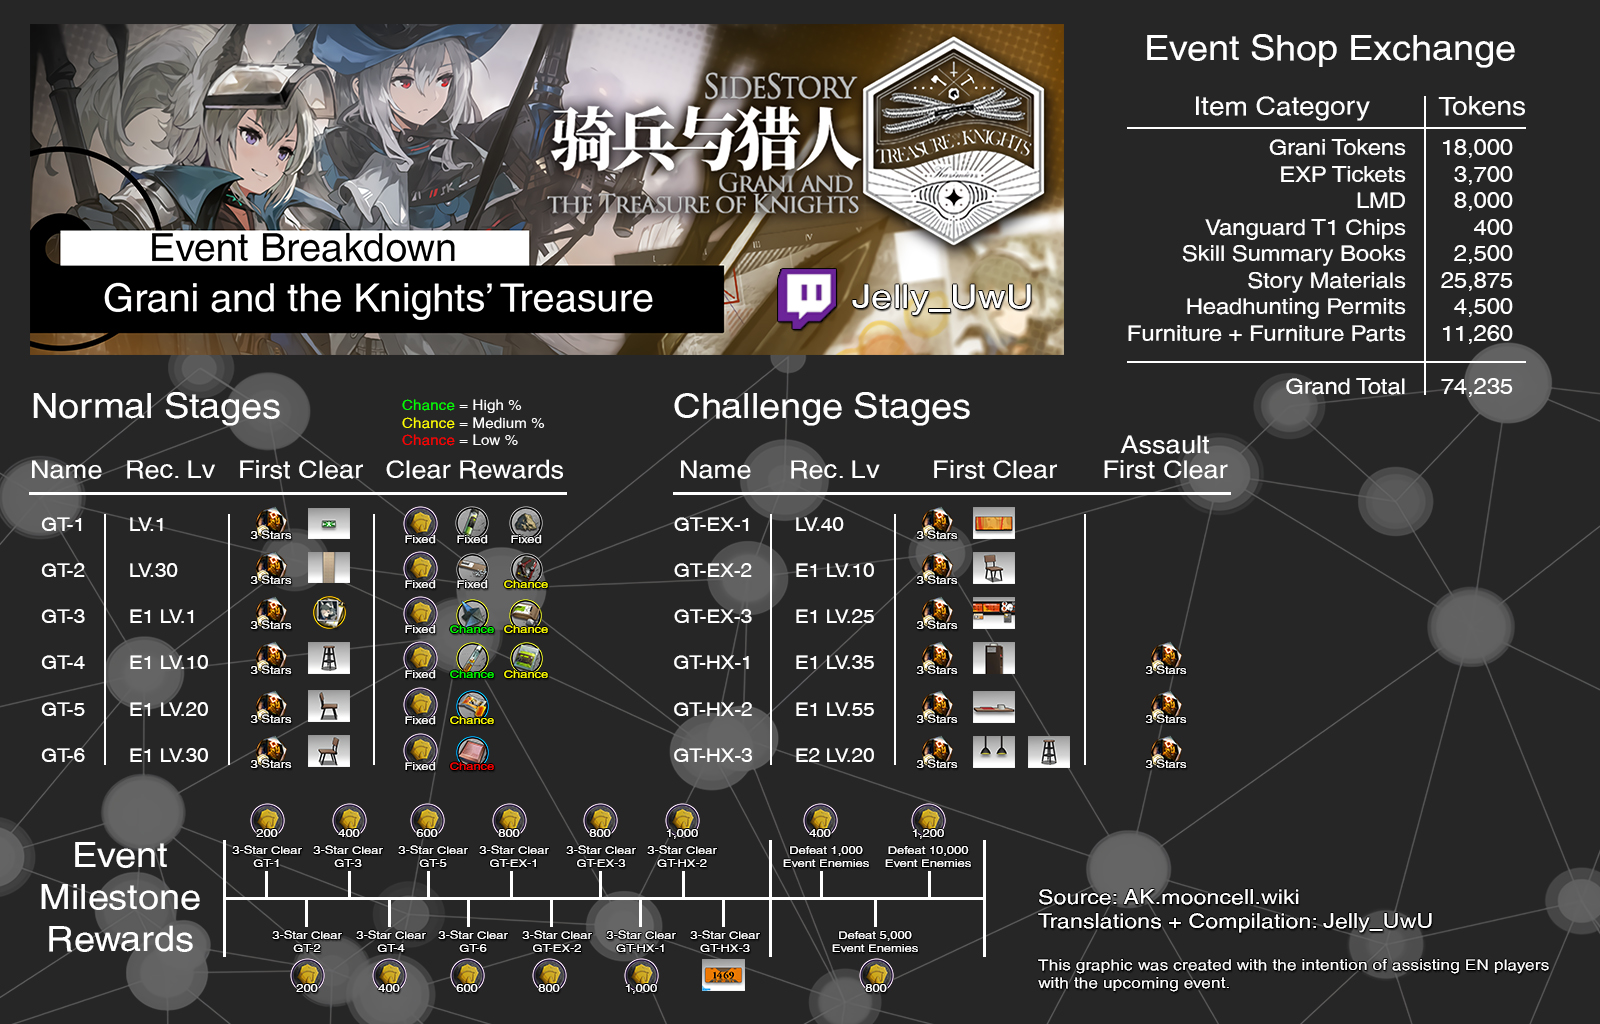 SIDESTORY
骑兵与猎人
GRANI AND
THE TREASURE OF KNIGHTS
TREASURE KNIGHTS
Event Breakdown
Grani and the Knights' Treasure
Jelly_UwU
Event Shop Exchange
Item Category Tokens
Grani Tokens 18,000
EXP Tickets 3,700
LMD 8,000
Vanguard T1 Chips 400
Skill Summary Books 2,500
Story Materials 25,875
Headhunting Permits 4,500
Furniture + Furniture Parts 11,260
Grand Total 74,235
Normal Stages
Chance = High %
Chance = Medium %
Chance = Low %
Name Rec. Lv First Clear Clear Rewards
GT-1 LV.1 3 Stars Fixed Fixed Fixed
GT-2 LV.30 3 Stars Fixed Fixed Chance
GT-3 E1 LV.1 3 Stars Fixed Chance Chance
GT-4 E1 LV.10 3 Stars Fixed Chance Chance
GT-5 E1 LV.20 3 Stars Fixed Chance
GT-6 E1 LV.30 3 Stars Fixed Chance
Challenge Stages
Name Rec. Lv First Clear Assault First Clear
GT-EX-1 LV.40 3 Stars
GT-EX-2 E1 LV.10 3 Stars
GT-EX-3 E1 LV.25 3 Stars
GT-HX-1 E1 LV.35 3 Stars 3 Stars
GT-HX-2 E1 LV.55 3 Stars 3 Stars
GT-HX-3 E2 LV.20 3 Stars 3 Stars
Event
Milestone
Rewards
200 400 600 800 800 1,000 400 1,200
3-Star Clear 3-Star Clear 3-Star Clear 3-Star Clear 3-Star Clear 3-Star Clear Defeat 1,000 Defeat 10,000
GT-1 GT-3 GT-5 GT-EX-1 GT-EX-3 GT-HX-2 Event Enemies Event Enemies
3-Star Clear 3-Star Clear 3-Star Clear 3-Star Clear 3-Star Clear 3-Star Clear Defeat 5,000
GT-2 GT-4 GT-6 GT-EX-2 GT-HX-1 GT-HX-3 Event Enemies
200 400 600 800 1,000 1469 800
Source: AK.mooncell.wiki
Translations + Compilation: Jelly_UwU
This graphic was created with the intention of assisting EN players
with the upcoming event.